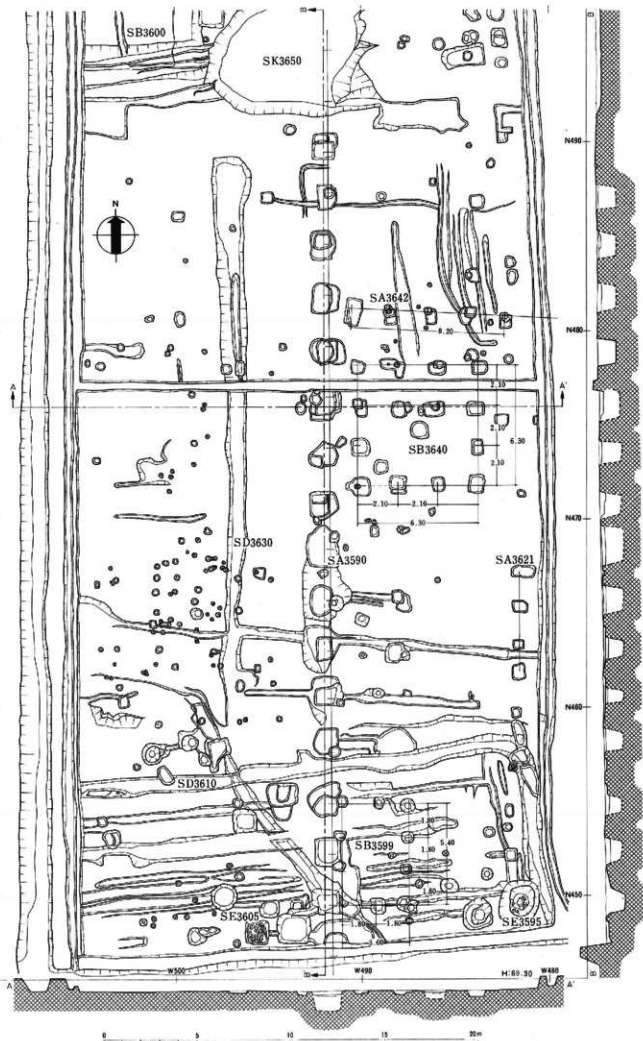 B
B
SB3600
SK3650
N490
N
SA3642
6.20
N480
A
A'
2.10
2.10
SB3640
6.30
2.10
2.10
2.10
6.30
N470
SD3630
SA3590
SA3621
N460
SD3610
1.80
SB3599
1.80
5.40
1.80
N450
SE3605
SE3595
1.80
1.80
W500
W490
H:69.30
W480
B
B
A
A'
0
5
10
15
20m